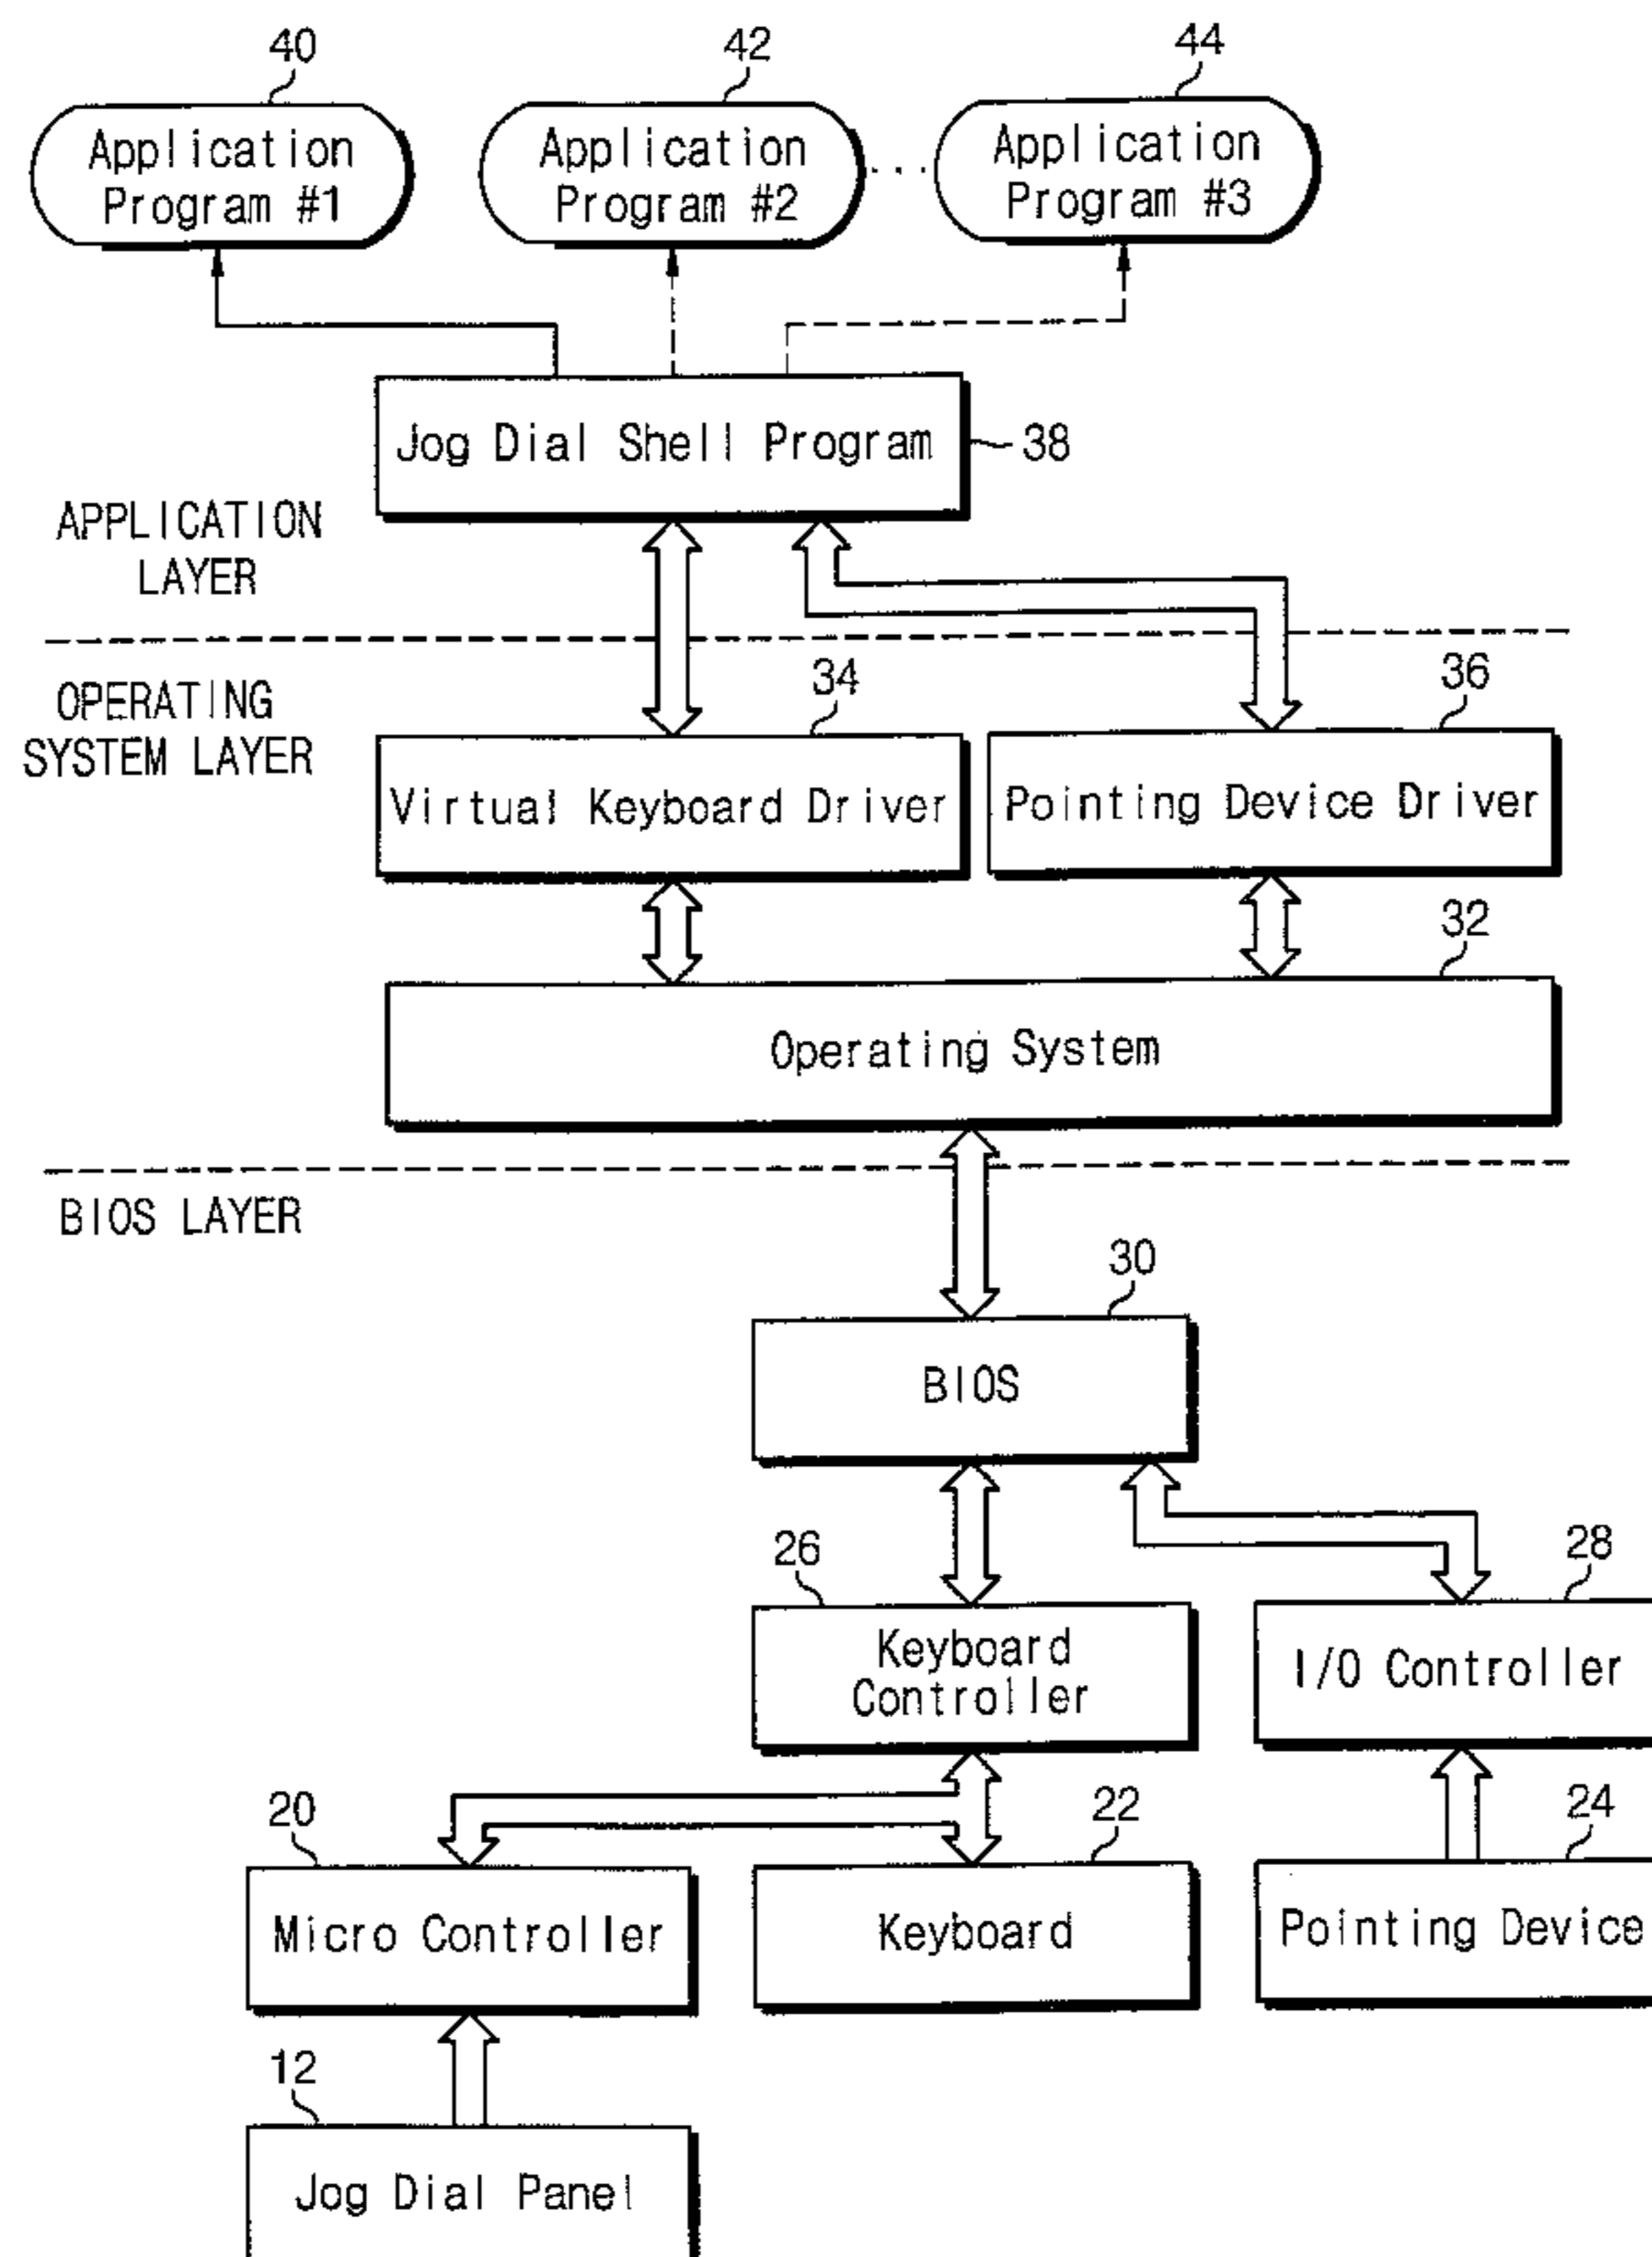 40
42
44
Application
Program #1
Application
Program #2
...
Application
Program #3
Jog Dial Shell Program
38
APPLICATION
LAYER
OPERATING
SYSTEM LAYER
34
36
Virtual Keyboard Driver
Pointing Device Driver
32
Operating System
BIOS LAYER
30
BIOS
26
28
Keyboard
Controller
I/O Controller
20
22
24
Micro Controller
Keyboard
Pointing Device
12
Jog Dial Panel